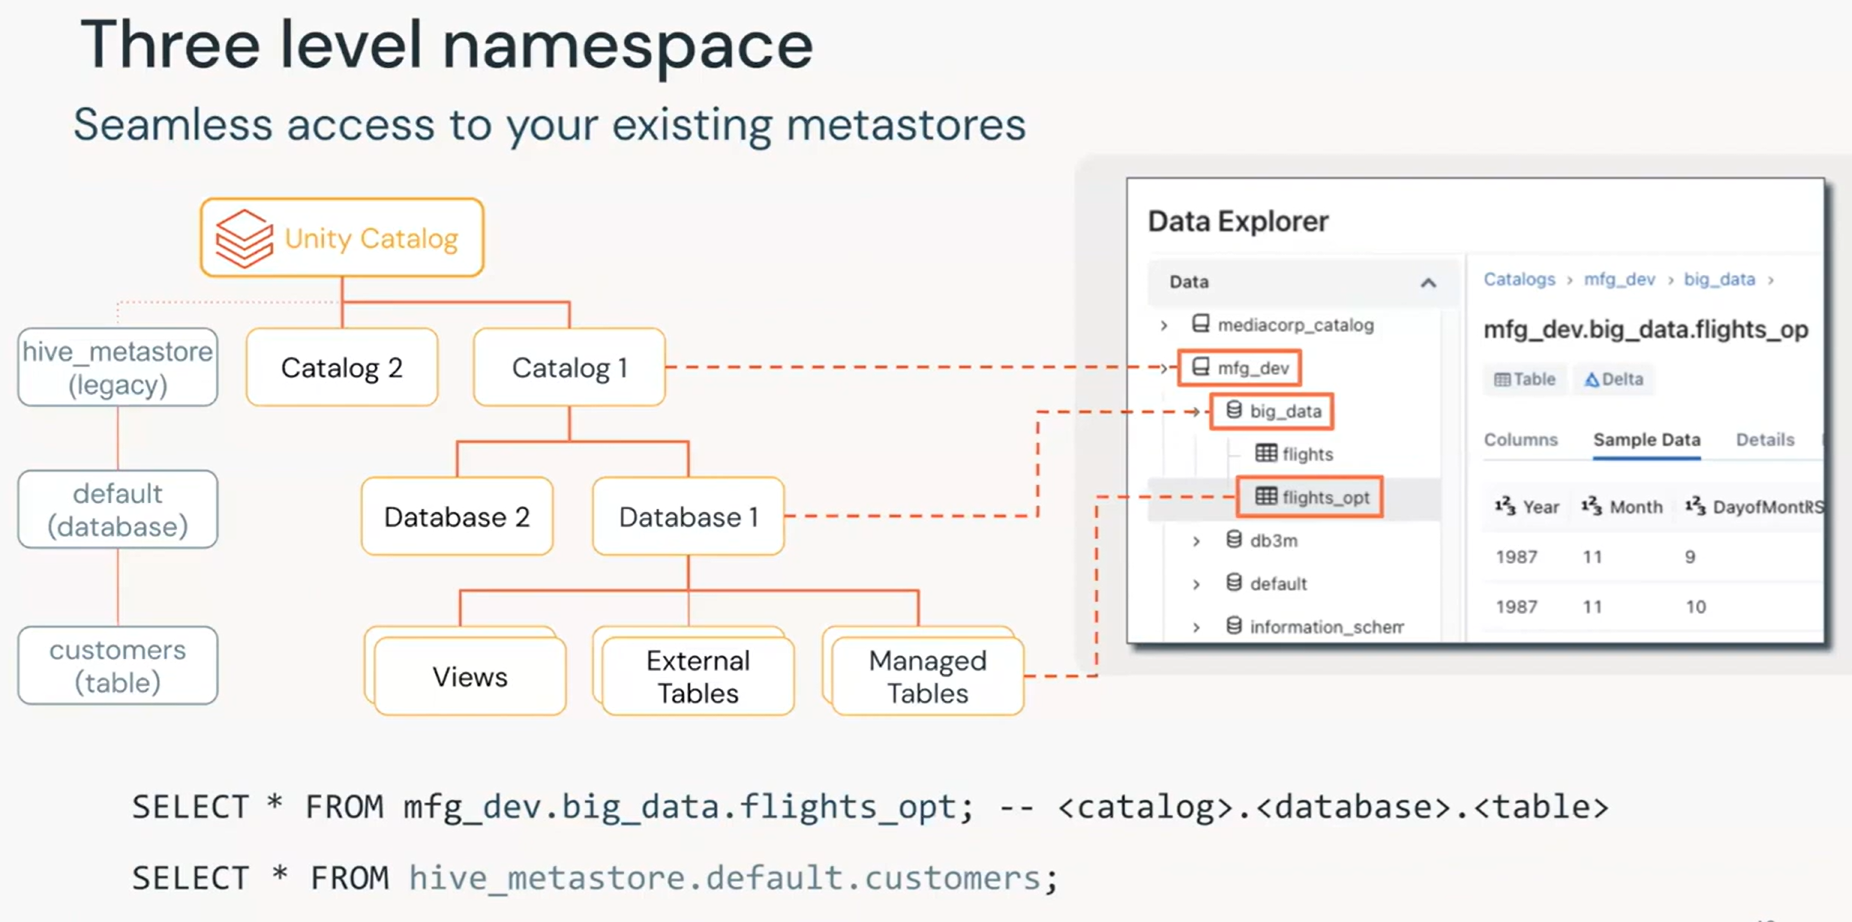 Three level namespace
Seamless access to your existing metastores
Unity Catalog
hive_metastore
(legacy)
Catalog 2
Catalog 1
default
(database)
Database 2
Database 1
customers
(table)
Views
External
Tables
Managed
Tables
Data Explorer
Data
mediacorp_catalog
mfg_dev
big_data
flights
flights_opt
db3m
default
information_schem
Catalogs > mfg_dev > big_data >
mfg_dev.big_data.flights_op
Table Delta
Columns Sample Data Details
Year Month DayofMont
1987 11 9
1987 11 10
SELECT * FROM mfg_dev.big_data.flights_opt; -- <catalog>.<database>.<table>
SELECT * FROM hive_metastore.default.customers;